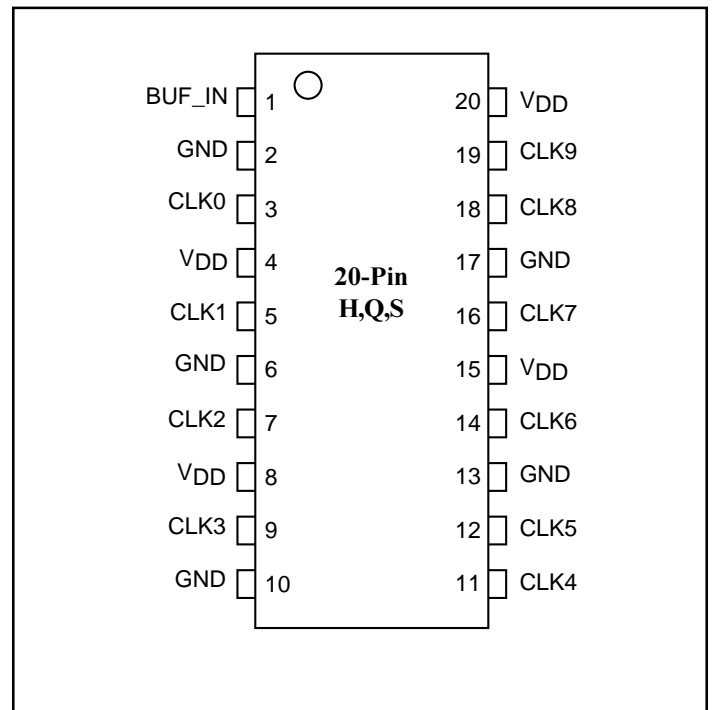 BUF_IN 1 20 VDD
GND 2 19 CLK9
CLK0 3 18 CLK8
VDD 4 17 GND
20-Pin
H,Q,S
CLK1 5 16 CLK7
GND 6 15 VDD
CLK2 7 14 CLK6
VDD 8 13 GND
CLK3 9 12 CLK5
GND 10 11 CLK4